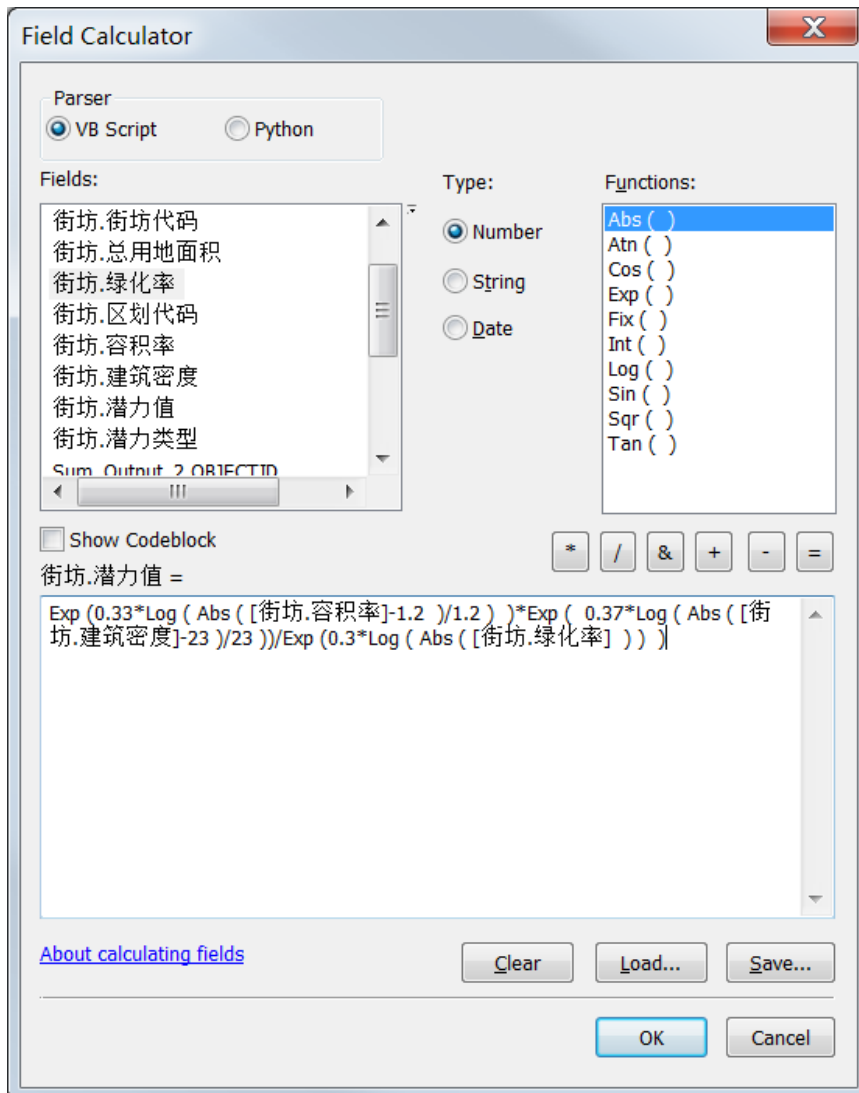 Field Calculator
Parser
VB Script
Python
Fields:
街坊.街坊代码
街坊.总用地面积
街坊.绿化率
街坊.区划代码
街坊.容积率
街坊.建筑密度
街坊.潜力值
街坊.潜力类型
Sum_Output_2.OBJECTID
Type:
Number
String
Date
Functions:
Abs ( )
Atn ( )
Cos ( )
Exp ( )
Fix ( )
Int ( )
Log ( )
Sin ( )
Sqr ( )
Tan ( )
Show Codeblock
* / & + - =
街坊.潜力值 =
Exp (0.33*Log ( Abs ( [街坊.容积率]-1.2 )/1.2 ) )*Exp ( 0.37*Log ( Abs ( [街
坊.建筑密度]-23 )/23 ))/Exp (0.3*Log ( Abs ( [街坊.绿化率] ) ) )
About calculating fields
Clear
Load...
Save...
OK
Cancel